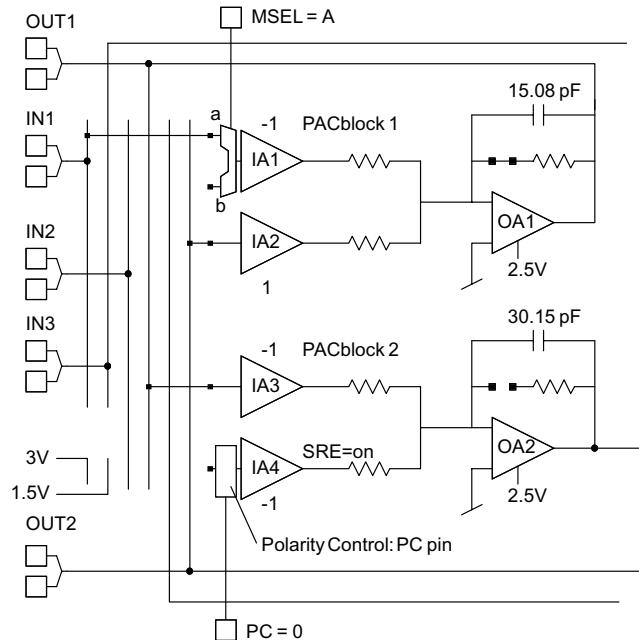 OUT1
MSEL = A
15.08 pF
IN1
a
-1
PACblock 1
IA1
b
IN2
IA2
OA1
1
2.5V
IN3
30.15 pF
PACblock 2
-1
IA3
3V
IA4
SRE=on
OA2
1.5V
-1
2.5V
OUT2
Polarity Control: PC pin
PC = 0